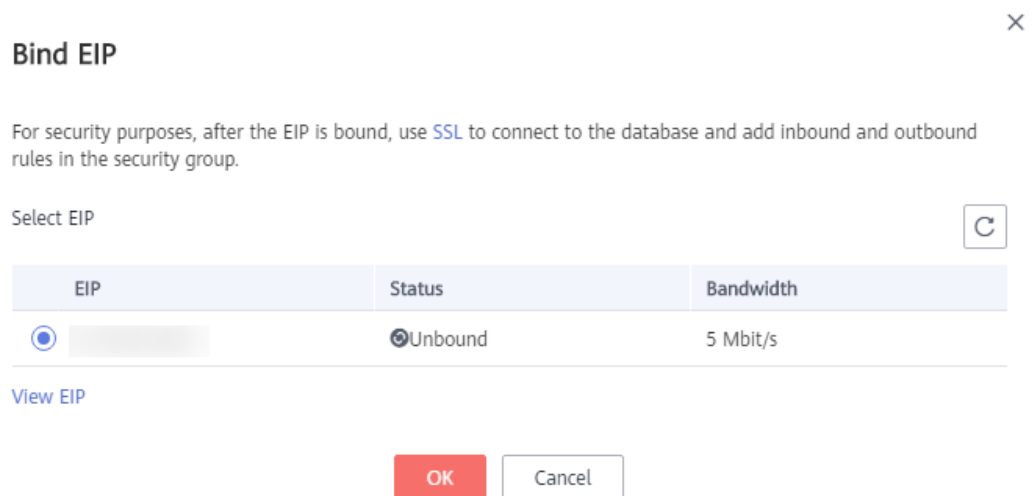 Bind EIP
For security purposes, after the EIP is bound, use SSL to connect to the database and add inbound and outbound
rules in the security group.
Select EIP
EIP Status Bandwidth
Unbound 5 Mbit/s
View EIP
OK Cancel